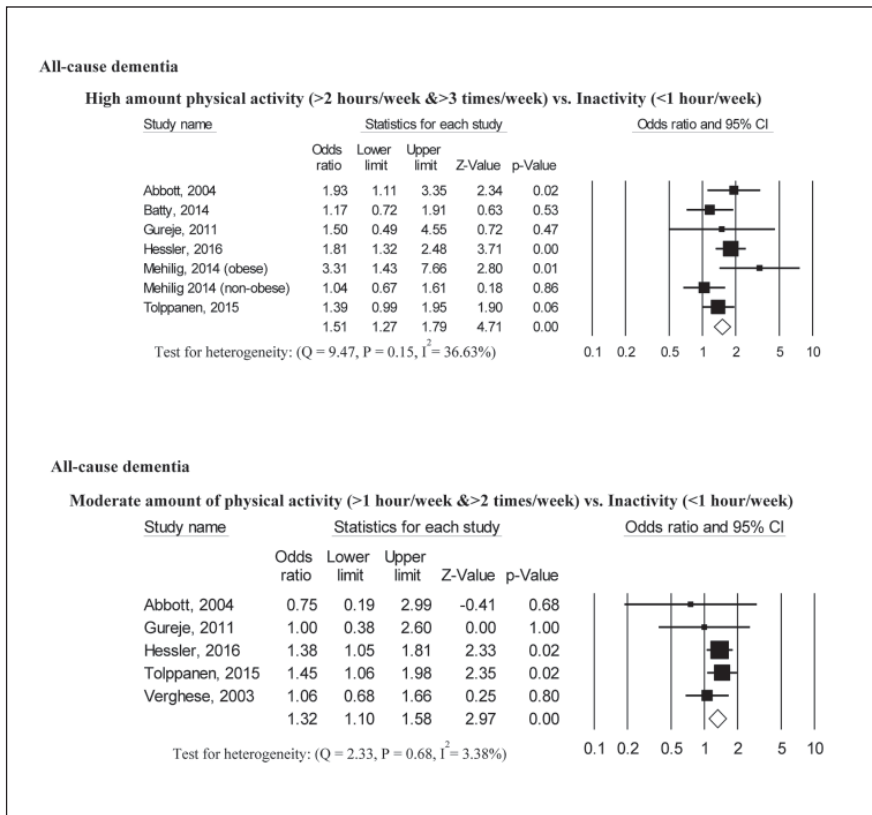 All-cause dementia
High amount physical activity (>2 hours/week &>3 times/week) vs. Inactivity (<1 hour/week)
Study name Statistics for each study Odds ratio and 95% CI
Odds Lower Upper
ratio limit limit Z-Value p-Value
Abbott, 2004 1.93 1.11 3.35 2.34 0.02
Batty, 2014 1.17 0.72 1.91 0.63 0.53
Gureje, 2011 1.50 0.49 4.55 0.72 0.47
Hessler, 2016 1.81 1.32 2.48 3.71 0.00
Mehilig, 2014 (obese) 3.31 1.43 7.66 2.80 0.01
Mehilig 2014 (non-obese) 1.04 0.67 1.61 0.18 0.86
Tolppanen, 2015 1.39 0.99 1.95 1.90 0.06
1.51 1.27 1.79 4.71 0.00
Test for heterogeneity: (Q = 9.47, P = 0.15, I² = 36.63%)
0.1 0.2 0.5 1 2 5 10
All-cause dementia
Moderate amount of physical activity (>1 hour/week &>2 times/week) vs. Inactivity (<1 hour/week)
Study name Statistics for each study Odds ratio and 95% CI
Odds Lower Upper
ratio limit limit Z-Value p-Value
Abbott, 2004 0.75 0.19 2.99 -0.41 0.68
Gureje, 2011 1.00 0.38 2.60 0.00 1.00
Hessler, 2016 1.38 1.05 1.81 2.33 0.02
Tolppanen, 2015 1.45 1.06 1.98 2.35 0.02
Verghese, 2003 1.06 0.68 1.66 0.25 0.80
1.32 1.10 1.58 2.97 0.00
Test for heterogeneity: (Q = 2.33, P = 0.68, I² = 3.38%)
0.1 0.2 0.5 1 2 5 10